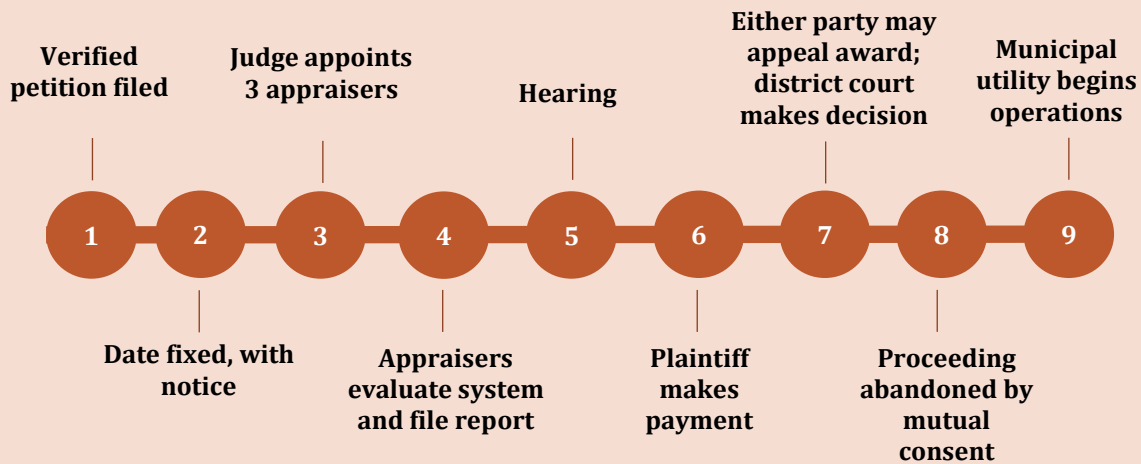 Verified
petition filed
Judge appoints
3 appraisers
Hearing
Either party may
appeal award;
district court
makes decision
Municipal
utility begins
operations
1
2
3
4
5
6
7
8
9
Date fixed, with
notice
Appraisers
evaluate system
and file report
Plaintiff
makes
payment
Proceeding
abandoned by
mutual
consent